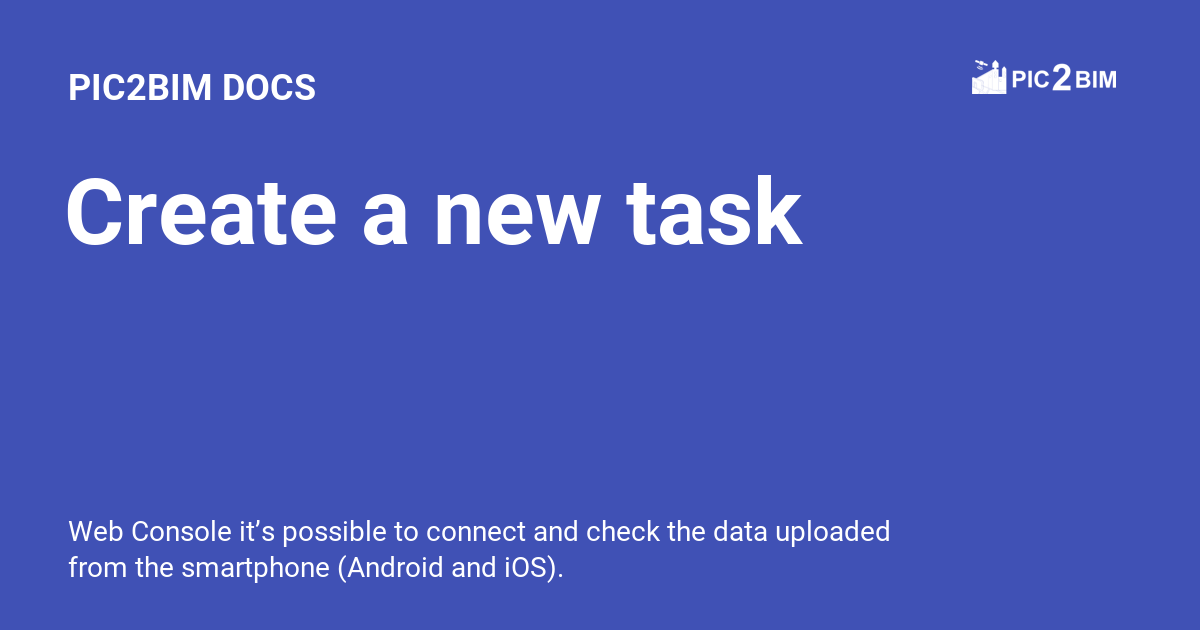 PIC2BIM DOCS
PIC2BIM
Create a new task
Web Console it’s possible to connect and check the data uploaded
from the smartphone (Android and iOS).